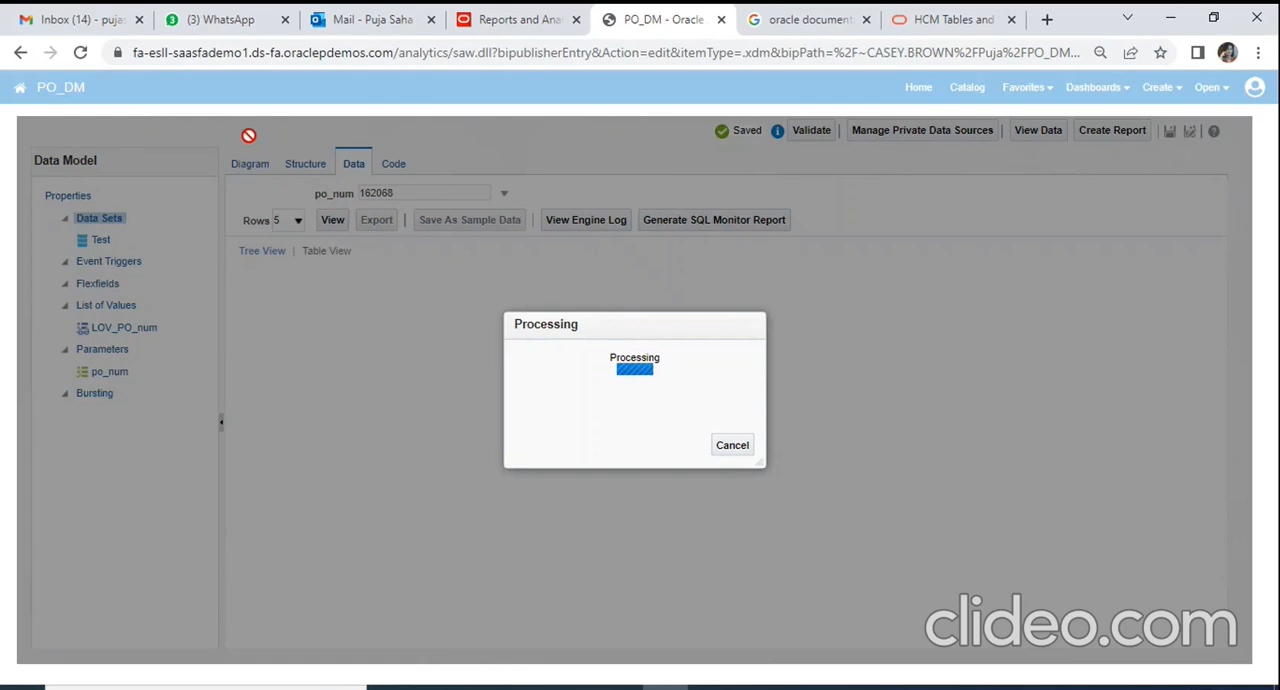 Inbox (14) - puja
(3) WhatsApp
Mail - Puja Saha
Reports and Ana
PO_DM - Oracle
oracle document
HCM Tables and
fa-esll-saasfademo1.ds-fa.oraclepdemos.com/analytics/saw.dll?bipublisherEntry&Action=edit&itemType=.xdm&bipPath=%2F~CASEY.BROWN%2FPuja%2FPO_DM...
PO_DM
Home Catalog Favorites Dashboards Create Open
Saved Validate Manage Private Data Sources View Data Create Report
Data Model
Diagram Structure Data Code
Properties
Data Sets
Test
Event Triggers
Flexfields
List of Values
LOV_PO_num
Parameters
po_num
Bursting
po_num 162068
Rows 5 View Export Save As Sample Data View Engine Log Generate SQL Monitor Report
Tree View | Table View
Processing
Processing
Cancel
clideo.com